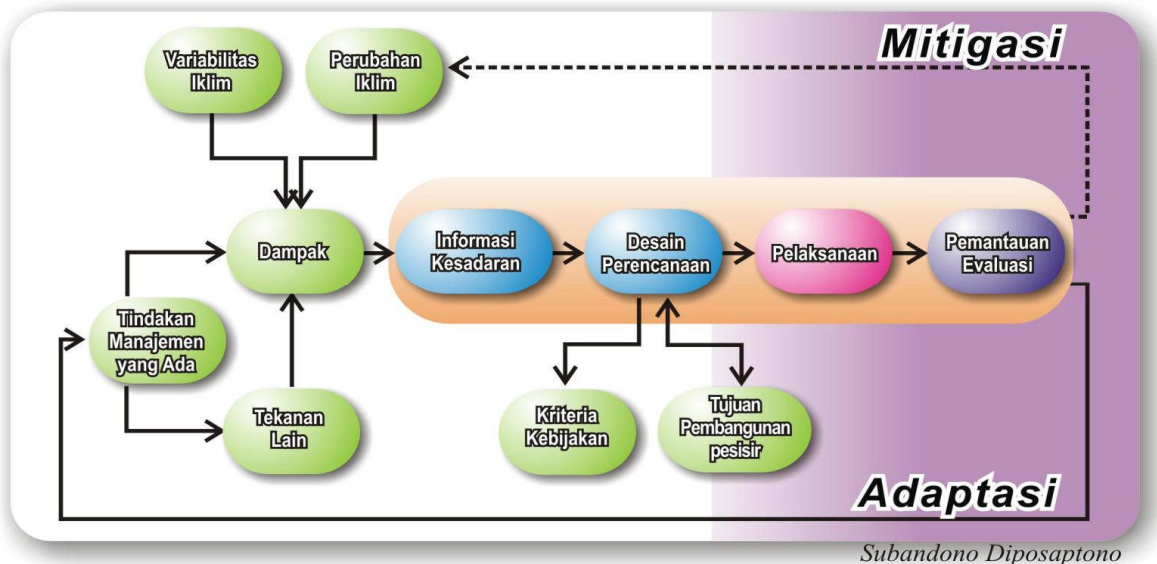 Mitigasi
Variabilitas
Iklim
Perubahan
Iklim
Dampak
Informasi
Kesadaran
Desain
Perencanaan
Pelaksanaan
Pemantauan
Evaluasi
Tindakan
Manajemen
yang Ada
Tekanan
Lain
Kriteria
Kebijakan
Tujuan
Pembangunan
pesisir
Adaptasi
Subandono Diposaptono